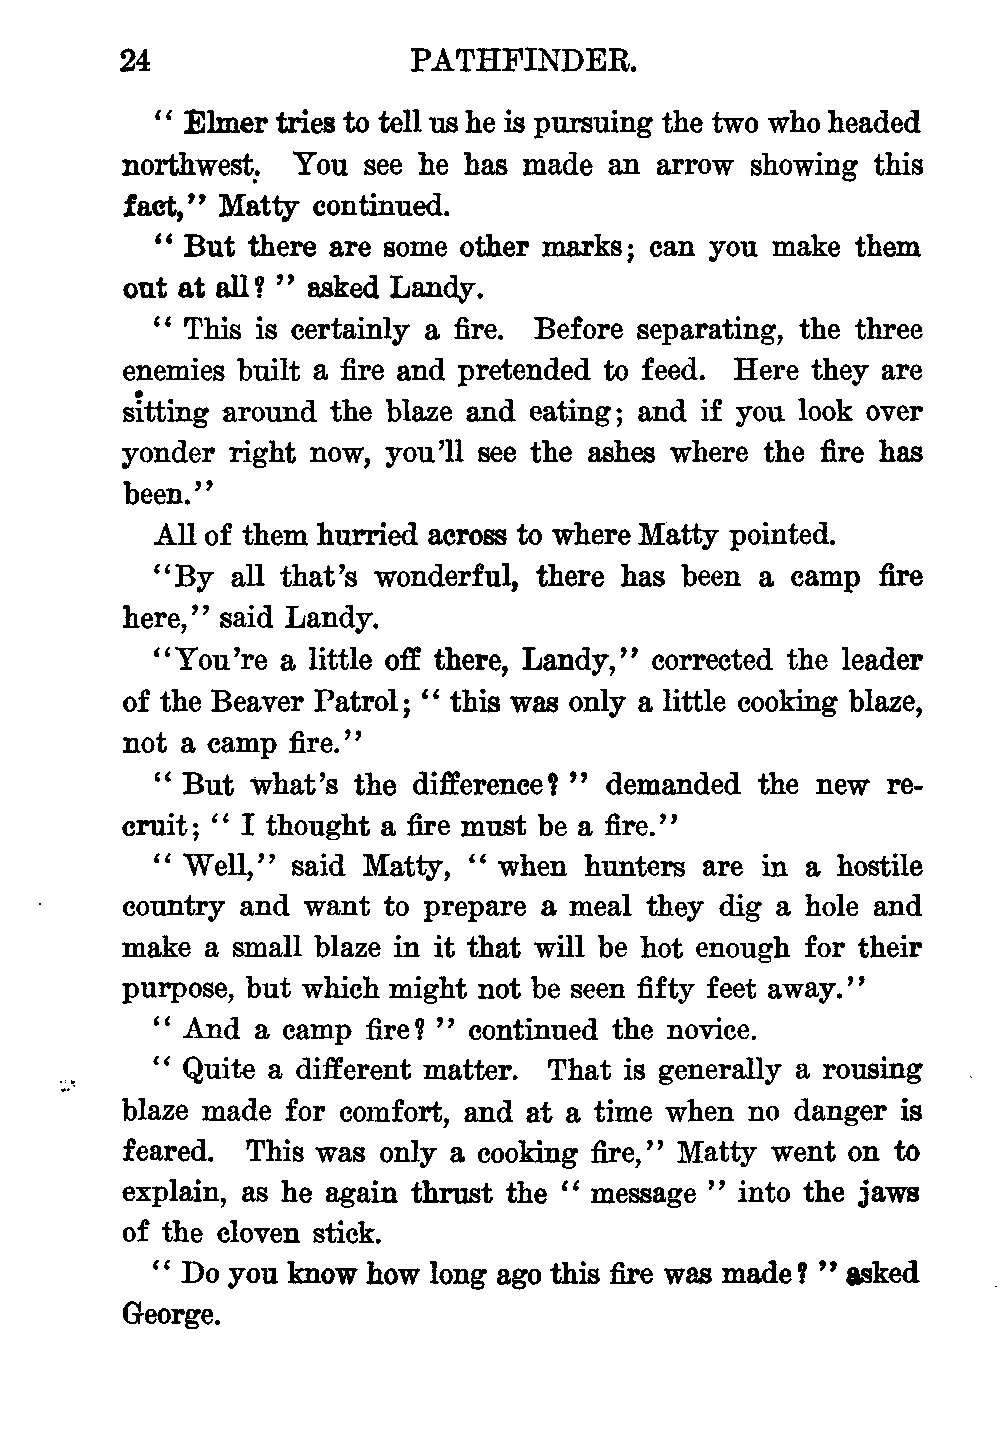 24 PATHFINDER.
“ Elmer tries to tell us he is pursuing the two who headed
northwest. You see he has made an arrow showing this
fact,” Matty continued.
“ But there are some other marks; can you make them
out at all? ” asked Landy.
“ This is certainly a fire. Before separating, the three
enemies built a fire and pretended to feed. Here they are
sitting around the blaze and eating; and if you look over
yonder right now, you’ll see the ashes where the fire has
been.”
All of them hurried across to where Matty pointed.
“By all that’s wonderful, there has been a camp fire
here,” said Landy.
“You’re a little off there, Landy,” corrected the leader
of the Beaver Patrol; “ this was only a little cooking blaze,
not a camp fire.”
“ But what’s the difference? ” demanded the new re-
cruit; “ I thought a fire must be a fire.”
“ Well,” said Matty, “ when hunters are in a hostile
country and want to prepare a meal they dig a hole and
make a small blaze in it that will be hot enough for their
purpose, but which might not be seen fifty feet away.”
“ And a camp fire? ” continued the novice.
“ Quite a different matter. That is generally a rousing
blaze made for comfort, and at a time when no danger is
feared. This was only a cooking fire,” Matty went on to
explain, as he again thrust the “ message ” into the jaws
of the cloven stick.
“ Do you know how long ago this fire was made? ” asked
George.